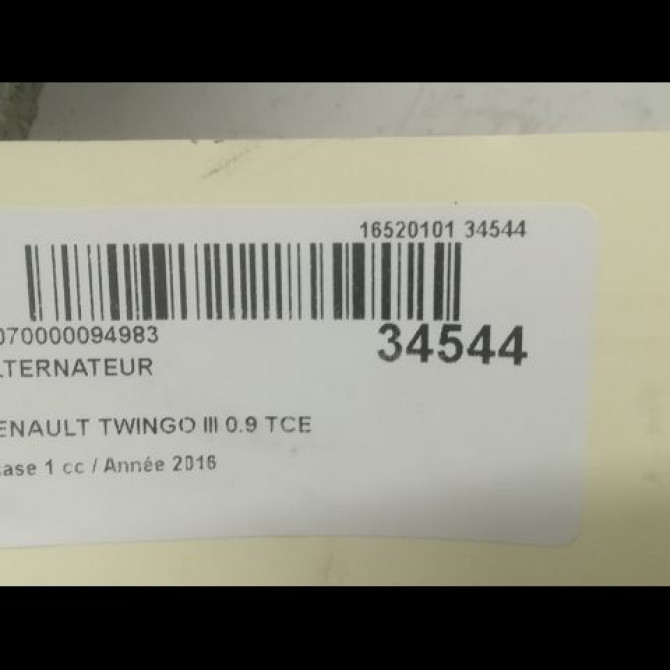 16520101 34544
070000094983
34544
LTERNATEUR
ENAULT TWINGO III 0.9 TCE
ase 1 cc / Année 2016